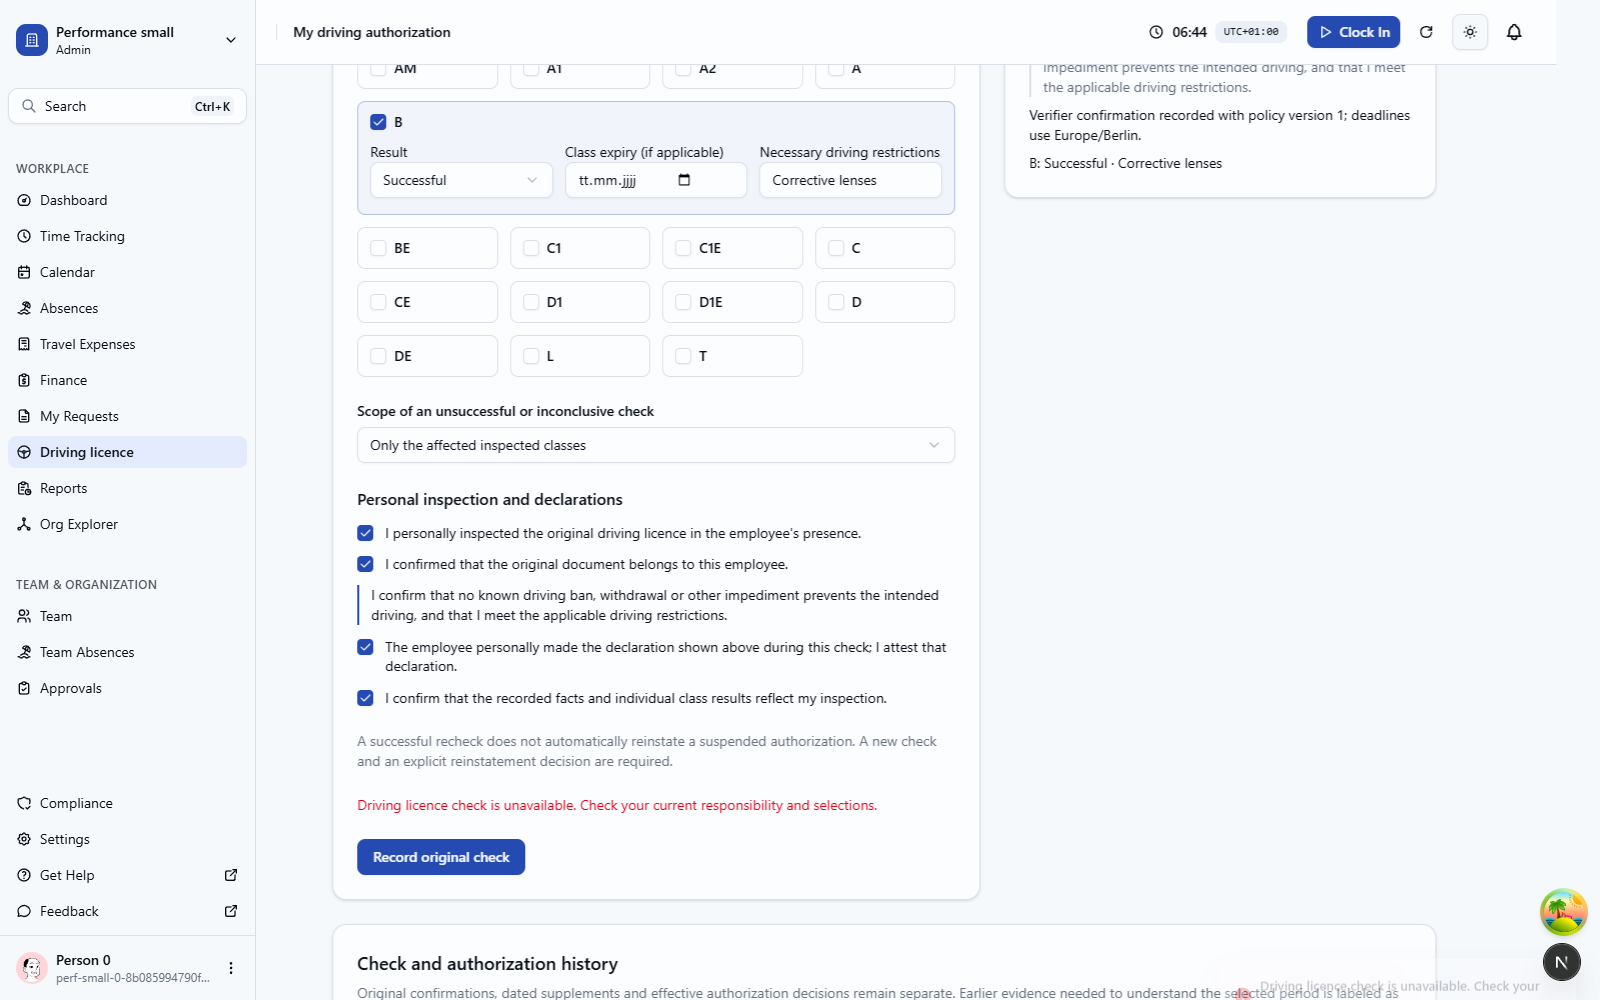 Performance small
Admin
Search
Ctrl+K
WORKPLACE
Dashboard
Time Tracking
Calendar
Absences
Travel Expenses
Finance
My Requests
Driving licence
Reports
Org Explorer
TEAM & ORGANIZATION
Team
Team Absences
Approvals
Compliance
Settings
Get Help
Feedback
Person 0
perf-small-0-8b085994790f...
My driving authorization
06:44
UTC+01:00
Clock In
AM
A1
A2
A
B
Result
Class expiry (if applicable)
Necessary driving restrictions
Successful
tt.mm.jjjj
Corrective lenses
BE
C1
C1E
C
CE
D1
D1E
D
DE
L
T
Scope of an unsuccessful or inconclusive check
Only the affected inspected classes
Personal inspection and declarations
I personally inspected the original driving licence in the employee's presence.
I confirmed that the original document belongs to this employee.
I confirm that no known driving ban, withdrawal or other impediment prevents the intended
driving, and that I meet the applicable driving restrictions.
The employee personally made the declaration shown above during this check; I attest that
declaration.
I confirm that the recorded facts and individual class results reflect my inspection.
A successful recheck does not automatically reinstate a suspended authorization. A new check
and an explicit reinstatement decision are required.
Driving licence check is unavailable. Check your current responsibility and selections.
Record original check
impediment prevents the intended driving, and that I meet
the applicable driving restrictions.
Verifier confirmation recorded with policy version 1; deadlines
use Europe/Berlin.
B: Successful · Corrective lenses
Check and authorization history
Original confirmations, dated supplements and effective authorization decisions remain separate. Earlier evidence needed to understand the selected period is labeled as
Driving licence check is unavailable. Check your
N